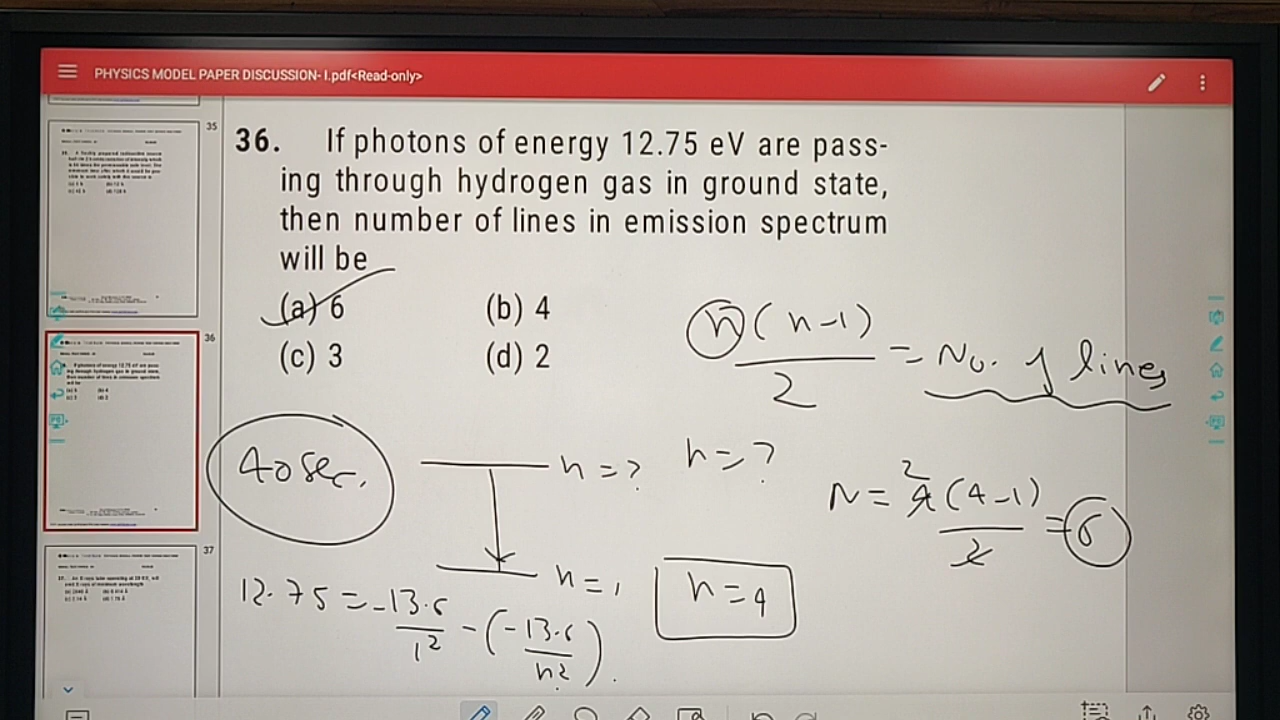 PHYSICS MODEL PAPER DISCUSSION- I.pdf<Read-only>
35
36
37
36. If photons of energy 12.75 eV are pass-
ing through hydrogen gas in ground state,
then number of lines in emission spectrum
will be
(a) 6 (b) 4
(c) 3 (d) 2
n(n-1)/2 = No. of lines
40 sec.
n=?
n=?
N = 4(4-1)/2 = 6
2
n=1
n=4
12.75 = -13.6/1² - (-13.6/n²).